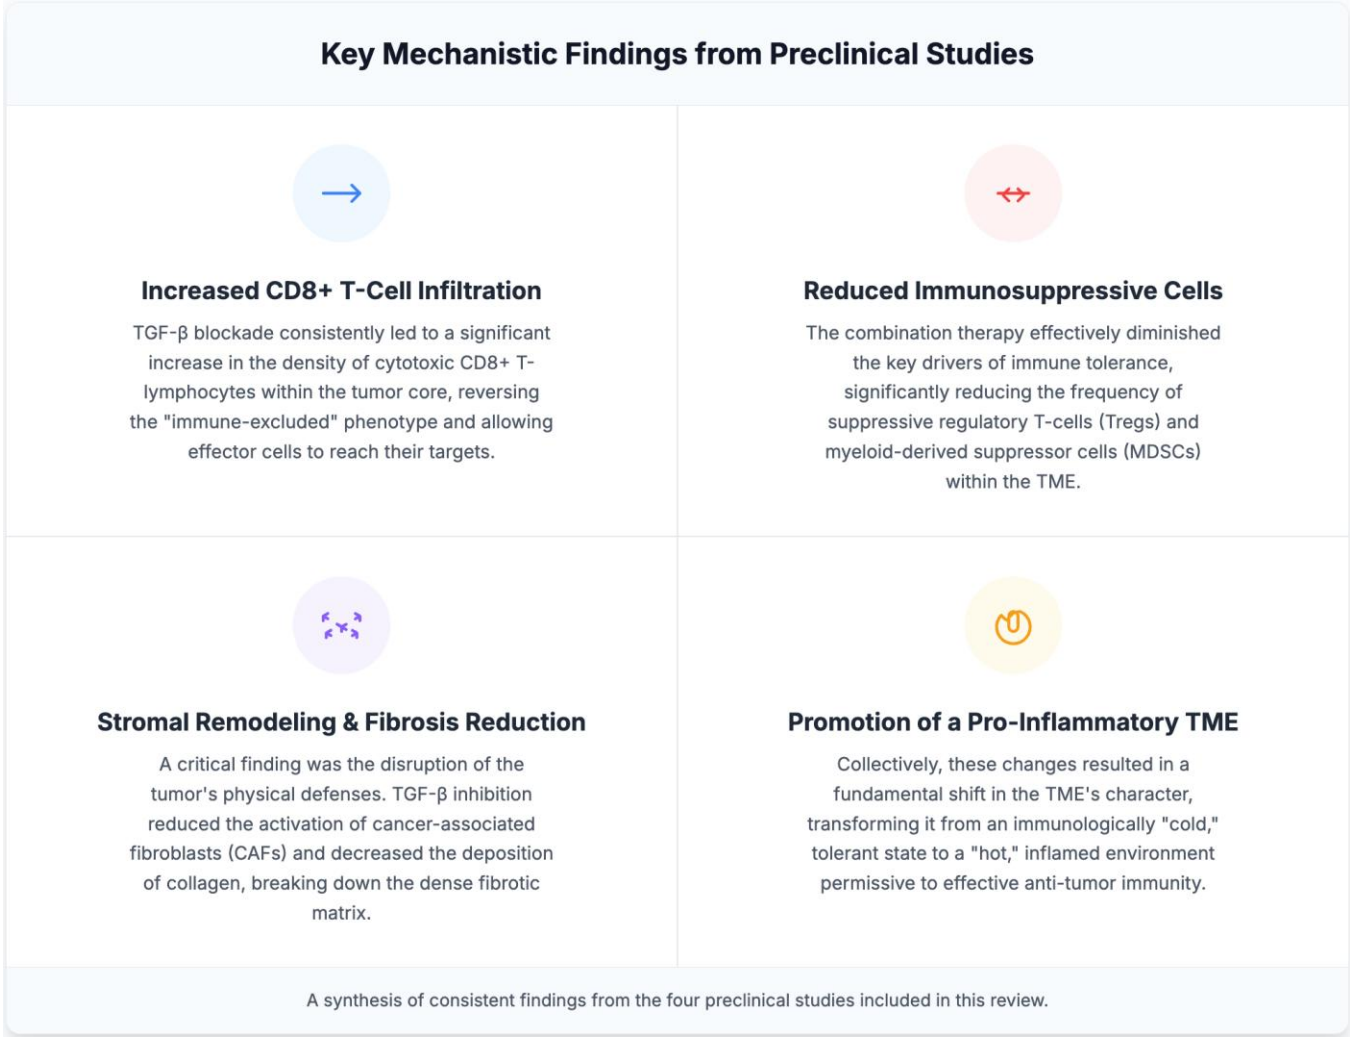 Key Mechanistic Findings from Preclinical Studies
Increased CD8+ T-Cell Infiltration
TGF-β blockade consistently led to a significant
increase in the density of cytotoxic CD8+ T-
lymphocytes within the tumor core, reversing
the "immune-excluded" phenotype and allowing
effector cells to reach their targets.
Reduced Immunosuppressive Cells
The combination therapy effectively diminished
the key drivers of immune tolerance,
significantly reducing the frequency of
suppressive regulatory T-cells (Tregs) and
myeloid-derived suppressor cells (MDSCs)
within the TME.
Stromal Remodeling & Fibrosis Reduction
A critical finding was the disruption of the
tumor's physical defenses. TGF-β inhibition
reduced the activation of cancer-associated
fibroblasts (CAFs) and decreased the deposition
of collagen, breaking down the dense fibrotic
matrix.
Promotion of a Pro-Inflammatory TME
Collectively, these changes resulted in a
fundamental shift in the TME's character,
transforming it from an immunologically "cold,"
tolerant state to a "hot," inflamed environment
permissive to effective anti-tumor immunity.
A synthesis of consistent findings from the four preclinical studies included in this review.